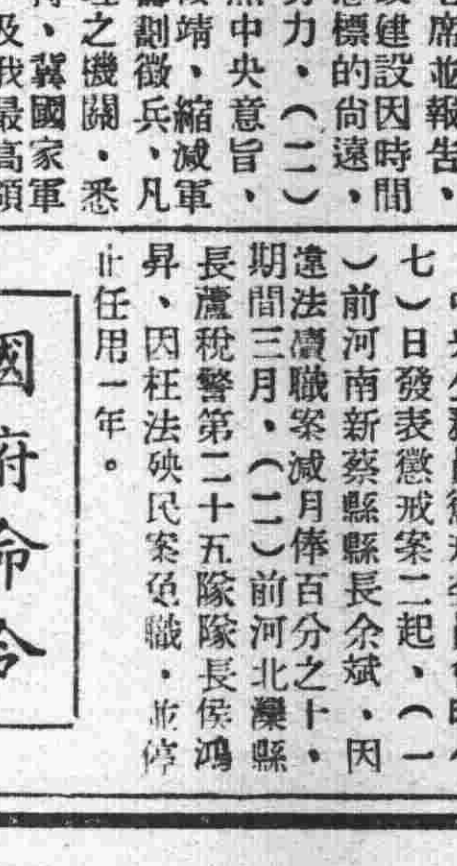 席並報告、
建設因時間
標的尚遠、
力・（二）
中央意旨、
靖、縮減軍
劃徵兵、凡
之機關・悉
、冀國家軍
及我最高領
七）日發表懲戒案二起、（一
）前河南新蔡縣縣長余斌、因
違法瀆職案減月俸百分之十、
期間三月・（二）前河北灤縣
長蘆稅警第二十五隊隊長侯鴻
昇、因枉法殃民案免職・並停
止任用一年。
國府命令